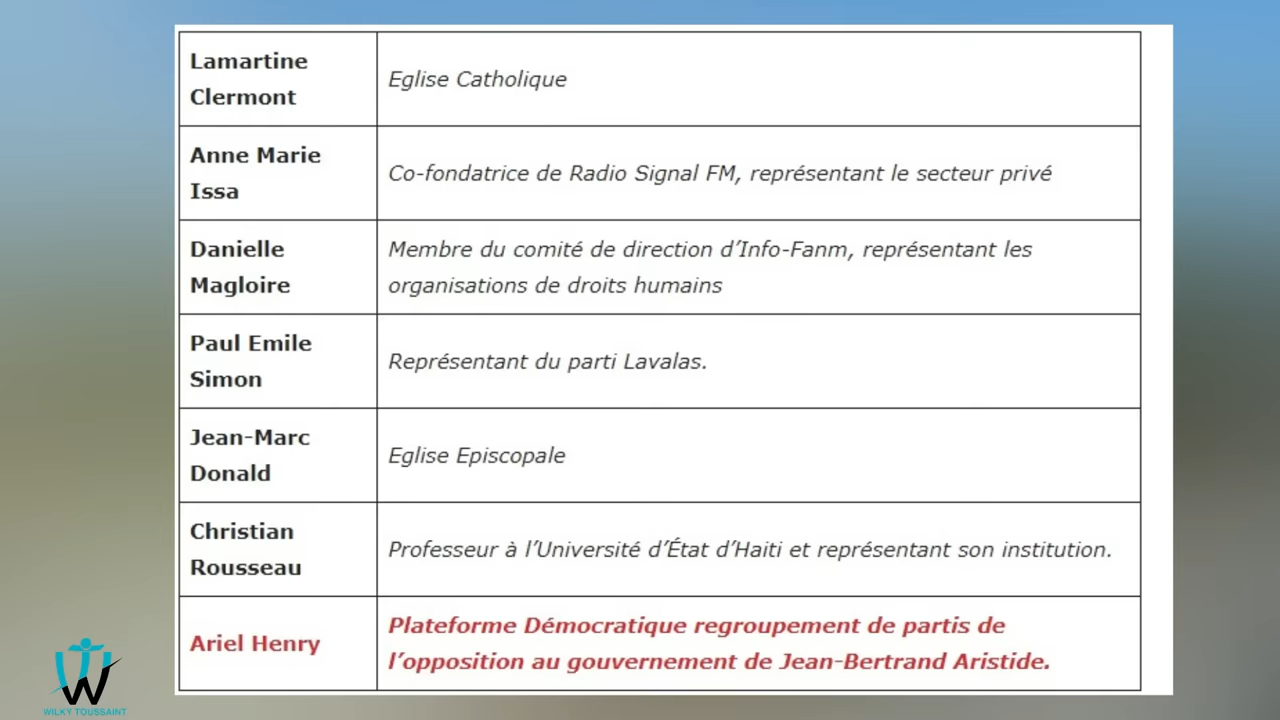 Lamartine
Clermont
Eglise Catholique
Anne Marie
Issa
Co-fondatrice de Radio Signal FM, représentant le secteur privé
Danielle
Magloire
Membre du comité de direction d’Info-Fanm, représentant les
organisations de droits humains
Paul Emile
Simon
Représentant du parti Lavalas.
Jean-Marc
Donald
Eglise Episcopale
Christian
Rousseau
Professeur à l’Université d’État d’Haiti et représentant son institution.
Ariel Henry
Plateforme Démocratique regroupement de partis de
l’opposition au gouvernement de Jean-Bertrand Aristide.
WILKY TOUSSAINT